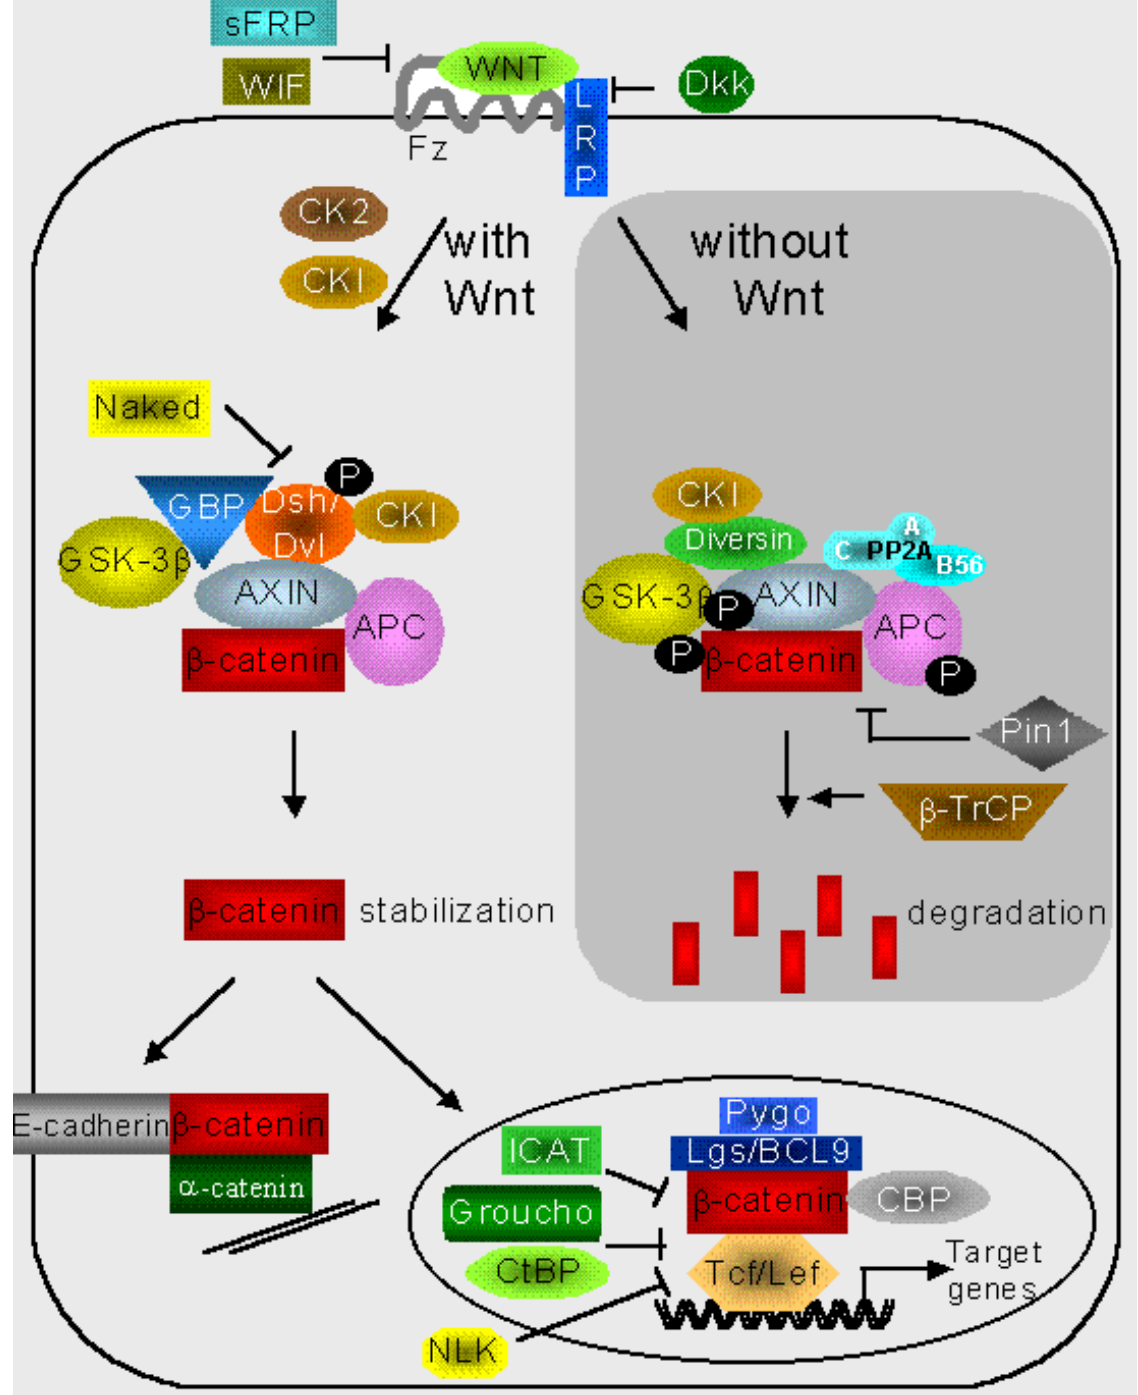 sFRP
WIF
WNT
Dkk
L
R
P
Fz
CK2
CKI
with
Wnt
without
Wnt
Naked
P
GBP
Dsh/
Dvl
CKI
GSK-3β
AXIN
APC
β-catenin
CKI
Diversin
A
C PP2A
B56
GSK-3β
P
AXIN
APC
P
β-catenin
P
Pin1
β-TrCP
β-catenin
stabilization
degradation
E-cadherin
β-catenin
α-catenin
Pygo
ICAT
Lgs/BCL9
β-catenin
CBP
Groucho
CtBP
Tcf/Lef
Target
genes
NLK